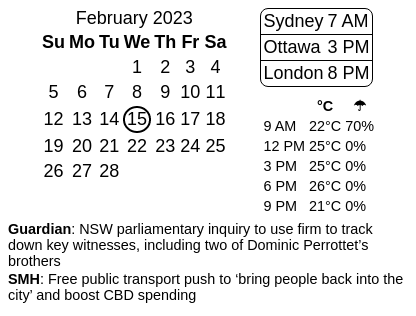 February 2023
Su Mo Tu We Th Fr Sa
1 2 3 4
5 6 7 8 9 10 11
12 13 14 15 16 17 18
19 20 21 22 23 24 25
26 27 28
Sydney 7 AM
Ottawa 3 PM
London 8 PM
°C ☂
9 AM 22°C 70%
12 PM 25°C 0%
3 PM 25°C 0%
6 PM 26°C 0%
9 PM 21°C 0%
Guardian: NSW parliamentary inquiry to use firm to track
down key witnesses, including two of Dominic Perrottet’s
brothers
SMH: Free public transport push to ‘bring people back into the
city’ and boost CBD spending